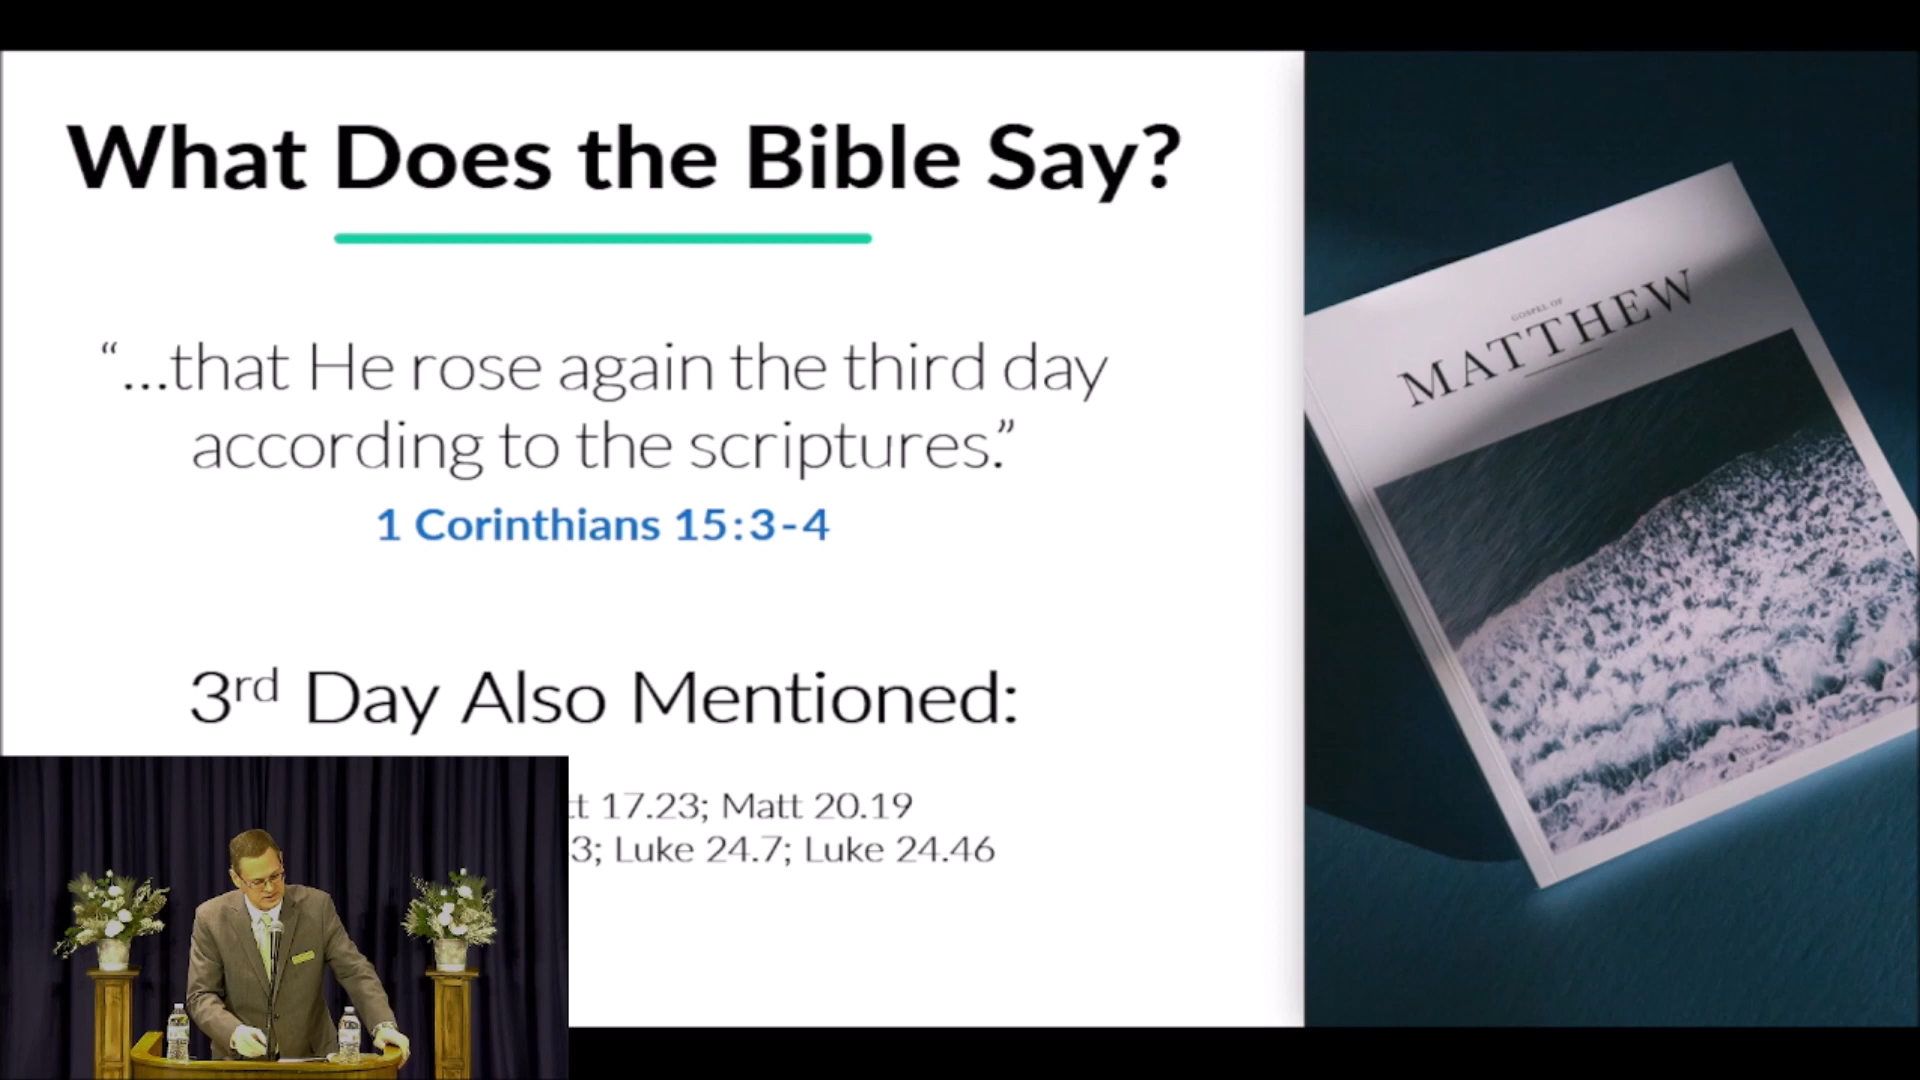 What Does the Bible Say?
“...that He rose again the third day
according to the scriptures.”
1 Corinthians 15:3-4
3rd Day Also Mentioned:
17.23; Matt 20.19
3; Luke 24.7; Luke 24.46
GOSPEL OF
MATTHEW